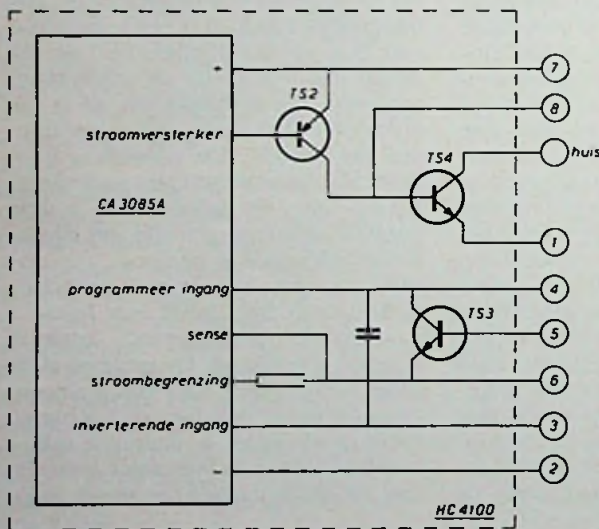 +
7
TS2
8
stroomversterker
TS4
huis
CA 3085A
1
programmeer ingang
4
TS3
sense
5
stroombegrenzing
6
inverterende ingang
3
−
2
HC 4100